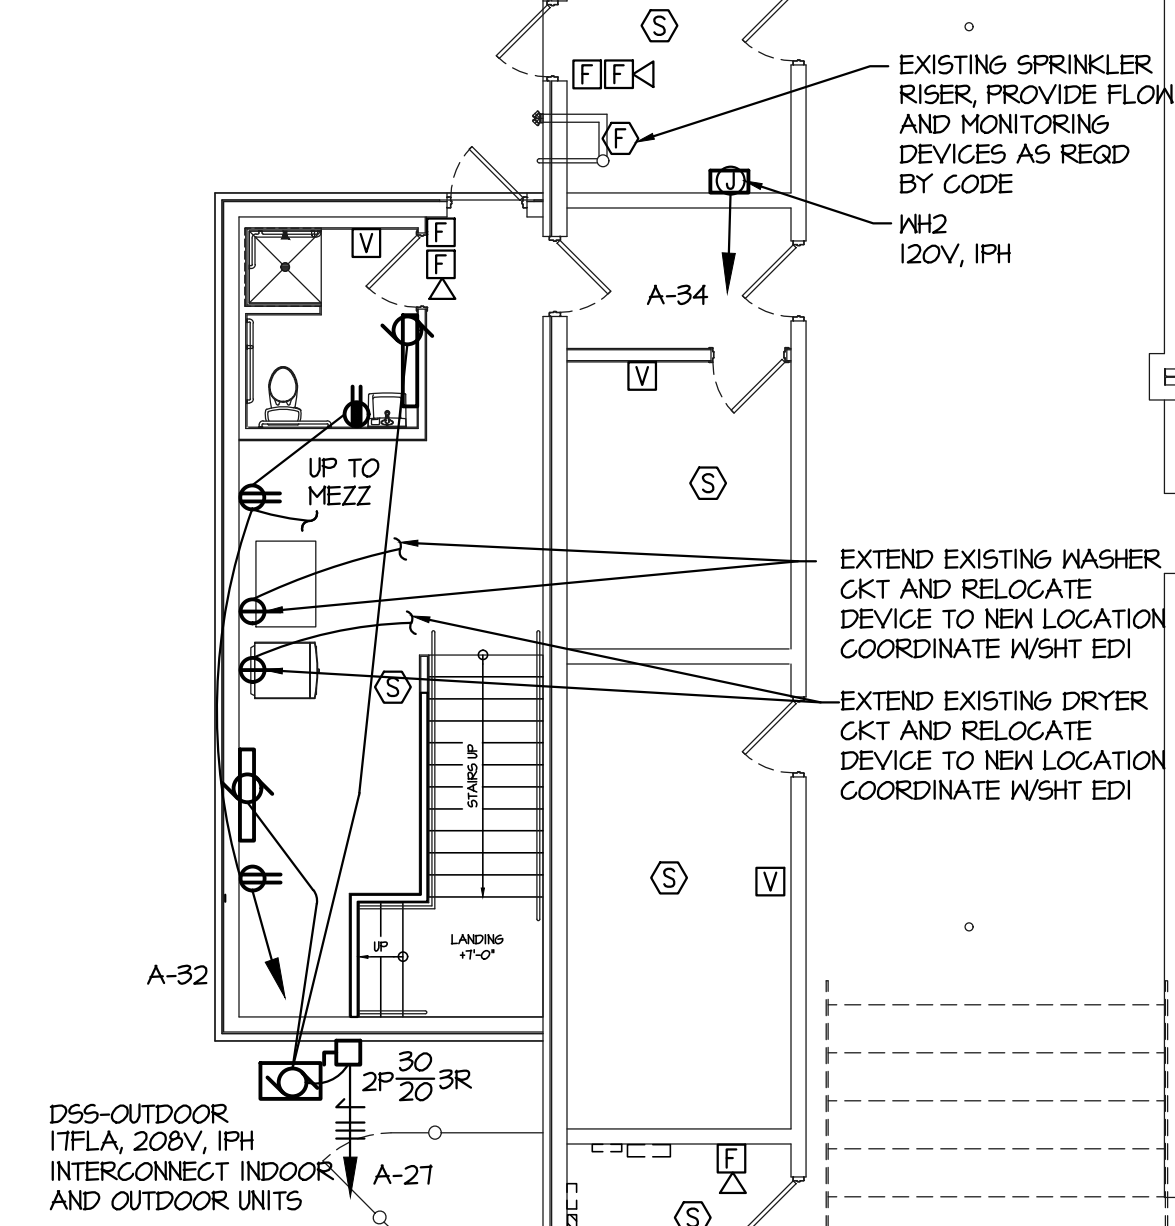 S
F F
EXISTING SPRINKLER
RISER, PROVIDE FLOW
AND MONITORING
DEVICES AS REQD
BY CODE
F
J
WH2
120V, 1PH
V
F
F
A-34
V
UP TO
MEZZ
S
EXTEND EXISTING WASHER
CKT AND RELOCATE
DEVICE TO NEW LOCATION
COORDINATE W/SHT ED1
S
EXTEND EXISTING DRYER
CKT AND RELOCATE
DEVICE TO NEW LOCATION
COORDINATE W/SHT ED1
STAIRS UP
S
V
UP
LANDING
+7'-0"
A-32
2P 30/20 3R
DSS-OUTDOOR
17FLA, 208V, 1PH
INTERCONNECT INDOOR
AND OUTDOOR UNITS
A-27
F
S
E